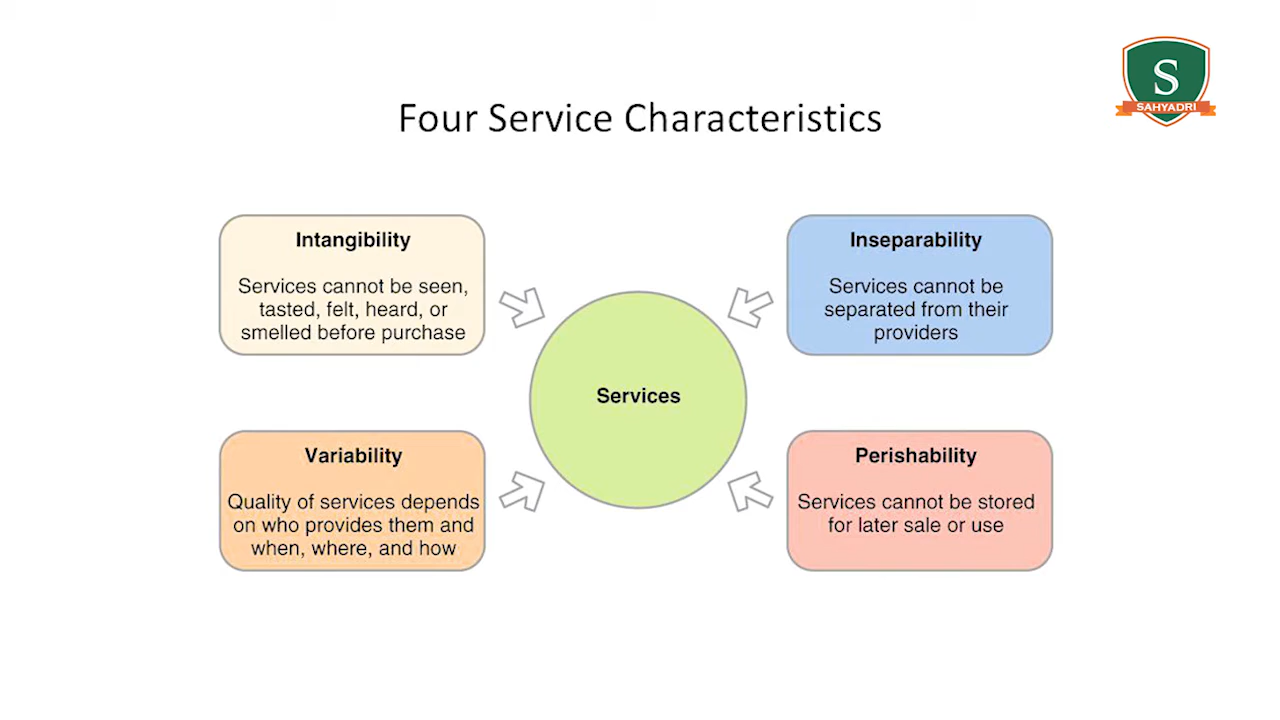 S
SAHYADRI
Four Service Characteristics
Intangibility
Services cannot be seen,
tasted, felt, heard, or
smelled before purchase
Inseparability
Services cannot be
separated from their
providers
Services
Variability
Quality of services depends
on who provides them and
when, where, and how
Perishability
Services cannot be stored
for later sale or use